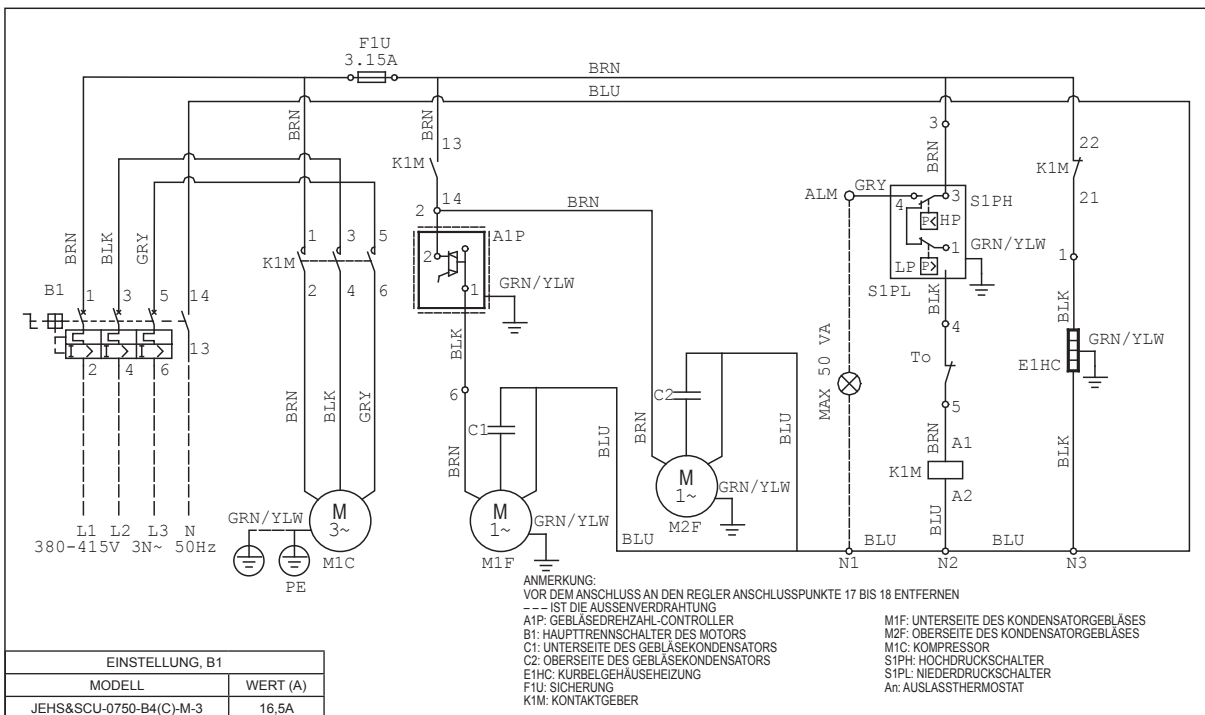 F1U
3.15A
BRN
BLU
BRN
BRN
BRN
13
K1M
14
2
BRN
3
22
K1M
21
ALM
GRY
4
3
S1PH
P<
HP
1
GRN/YLW
LP
P>
S1PL
BRN
BLK
GRY
B1
1
3
5
14
13
2
4
6
I >
I >
I >
K1M
1
3
5
2
4
6
A1P
2
1
GRN/YLW
BLK
6
BRN
C1
BLU
BRN
C2
BLU
MAX 50 VA
BLK
4
To
5
BRN
A1
K1M
A2
BLU
1
BLK
GRN/YLW
E1HC
BLK
BRN
BLK
GRY
L1
L2
L3
N
380-415V 3N~ 50Hz
GRN/YLW
PE
M
3~
M1C
M
1~
GRN/YLW
M1F
M
1~
GRN/YLW
M2F
BLU
BLU
BLU
N1
N2
N3
ANMERKUNG:
VOR DEM ANSCHLUSS AN DEN REGLER ANSCHLUSSPUNKTE 17 BIS 18 ENTFERNEN
--- IST DIE AUSSENVERDRAHTUNG
A1P: GEBLÄSEDREHZAHL-CONTROLLER
B1: HAUPTTRENNSCHALTER DES MOTORS
C1: UNTERSEITE DES GEBLÄSEKONDENSATORS
C2: OBERSEITE DES GEBLÄSEKONDENSATORS
E1HC: KURBELGEHÄUSEHEIZUNG
F1U: SICHERUNG
K1M: KONTAKTGEBER
M1F: UNTERSEITE DES KONDENSATORGEBLÄSES
M2F: OBERSEITE DES KONDENSATORGEBLÄSES
M1C: KOMPRESSOR
S1PH: HOCHDRUCKSCHALTER
S1PL: NIEDERDRUCKSCHALTER
An: AUSLASSTHERMOSTAT
EINSTELLUNG, B1
MODELL WERT (A)
JEHS&SCU-0750-B4(C)-M-3 16,5A